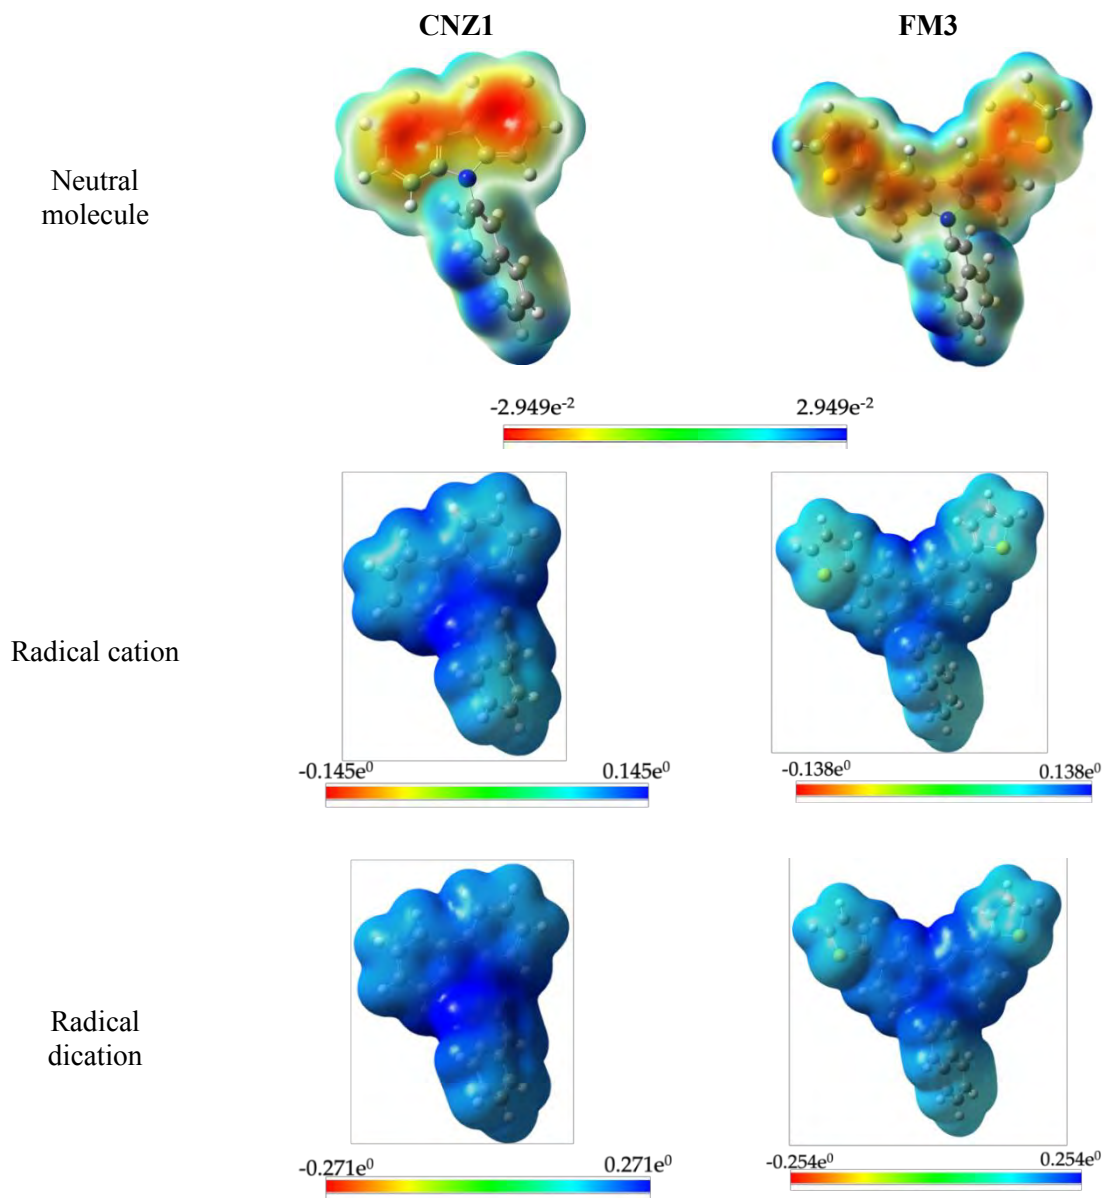 CNZ1 FM3
Neutral
molecule
-2.949e⁻² 2.949e⁻²
Radical cation
-0.145e⁰ 0.145e⁰ -0.138e⁰ 0.138e⁰
Radical
dication
-0.271e⁰ 0.271e⁰ -0.254e⁰ 0.254e⁰